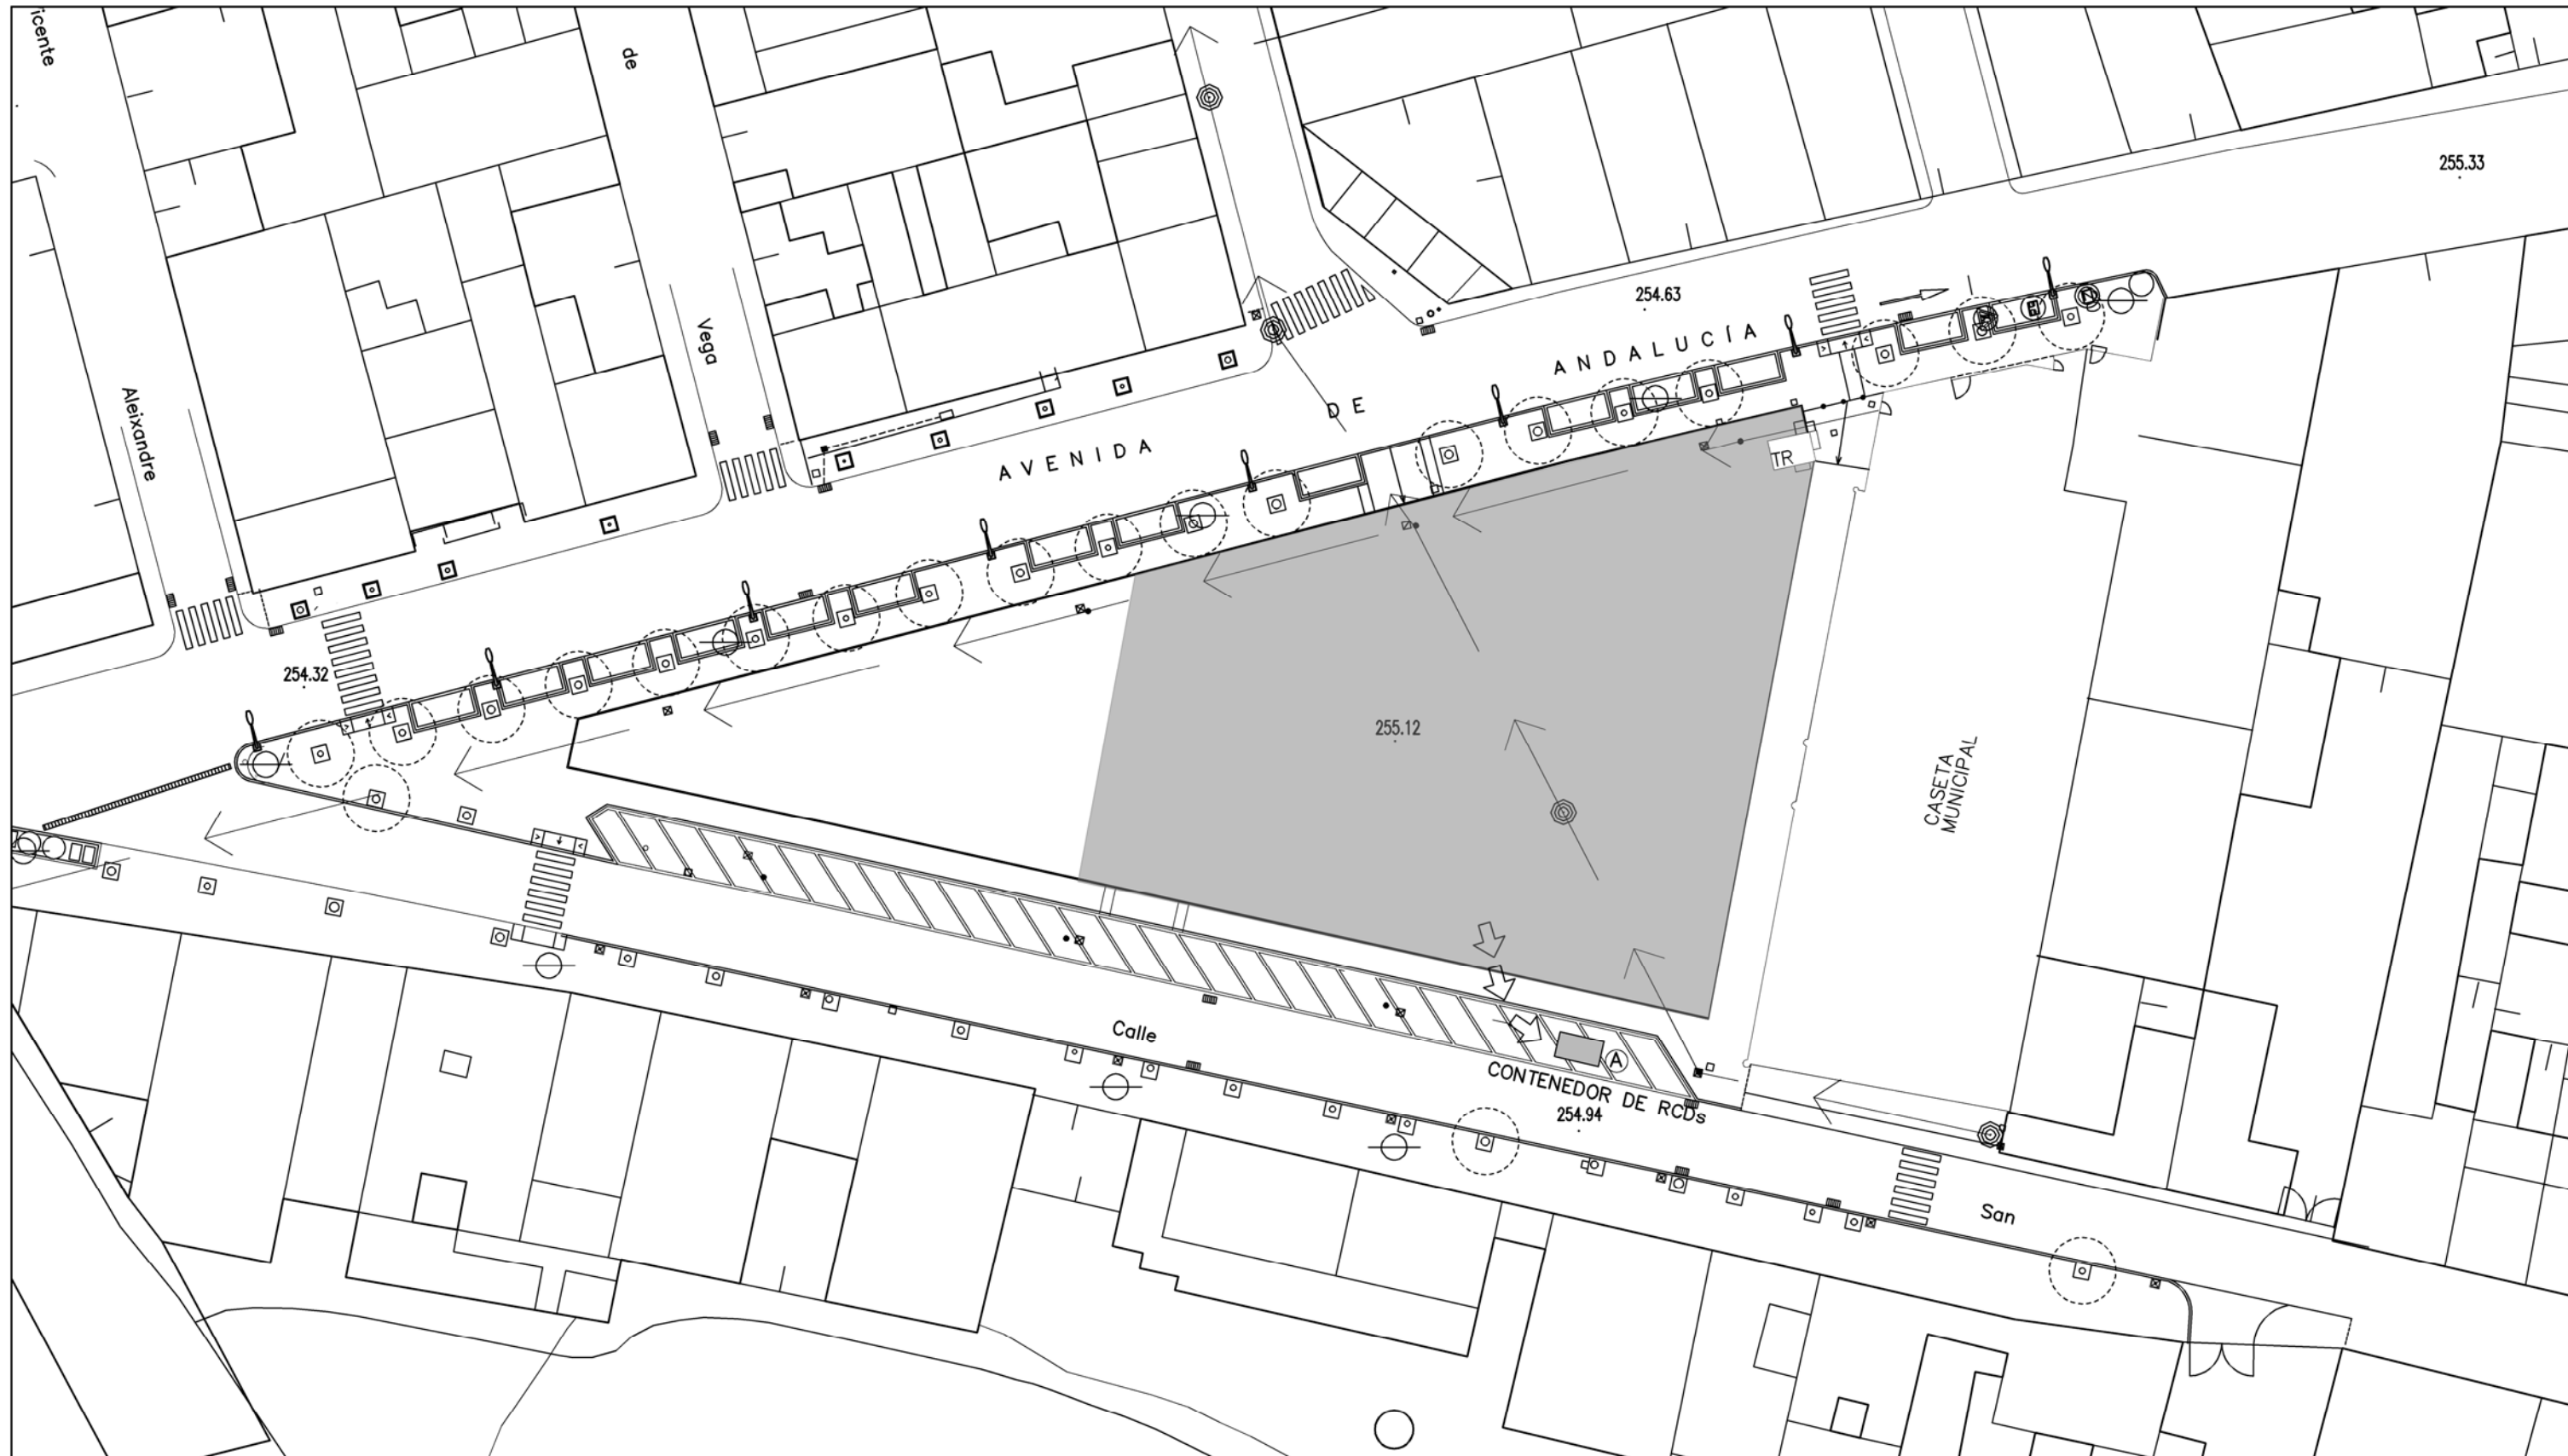 icente
de
255.33
254.63
Vega
ANDALUCÍA
DE
Aleixandre
AVENIDA
TR
254.32
255.12
CASETA
MUNICIPAL
Calle
A
CONTENEDOR DE RCDs
254.94
San